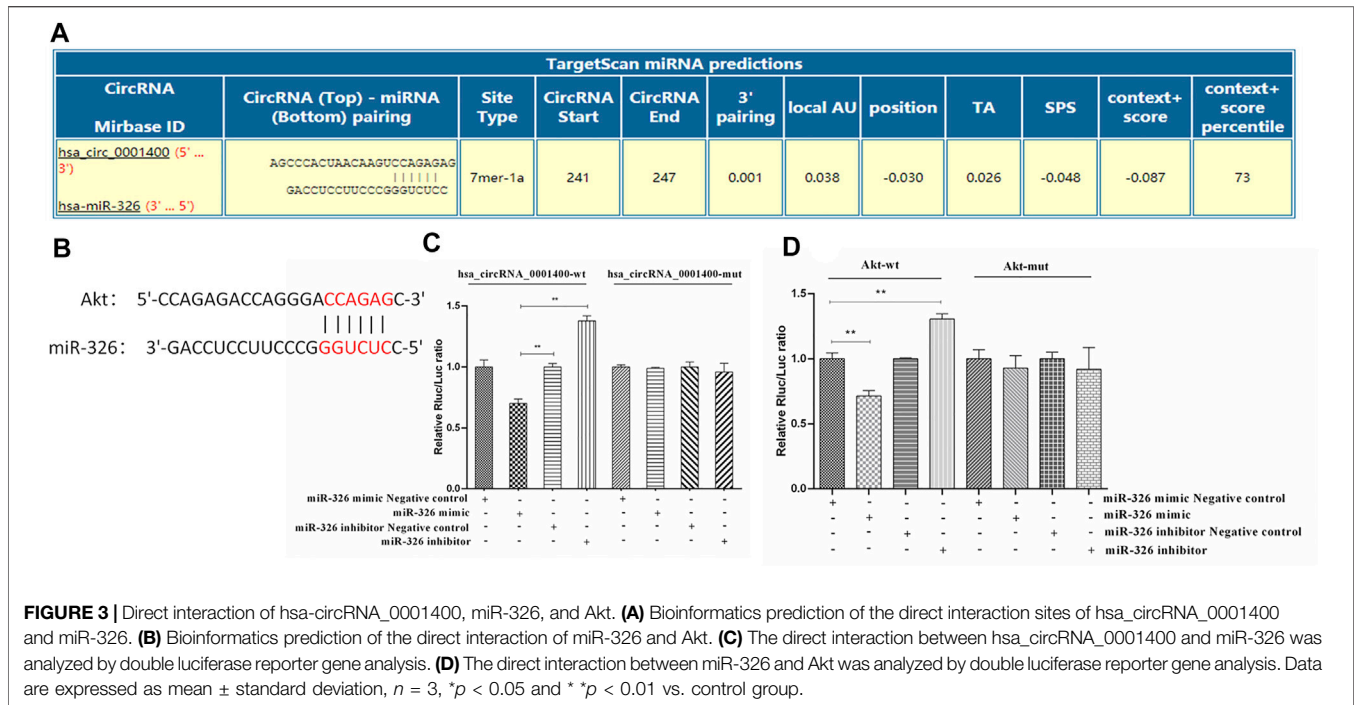 A
TargetScan miRNA predictions
CircRNA Mirbase ID | CircRNA (Top) - miRNA (Bottom) pairing | Site Type | CircRNA Start | CircRNA End | 3' pairing | local AU | position | TA | SPS | context+ score | context+ score percentile
hsa_circ_0001400 (5' ... 3')
hsa-miR-326 (3' ... 5')
AGCCCACUAACAAGUCCAGAGAG
||||||
GACCUCCUUCCCGGGUCUCC
7mer-1a | 241 | 247 | 0.001 | 0.038 | -0.030 | 0.026 | -0.048 | -0.087 | 73
B
Akt: 5'-CCAGAGACCAGGGACCAGAGC-3'
||||||
miR-326: 3'-GACCUCCUUCCCGGGUCUCC-5'
C
hsa_circRNA_0001400-wt hsa_circRNA_0001400-mut
Relative Rluc/Luc ratio
1.5
1.0
0.5
0.0
**
**
miR-326 mimic Negative control + - - - + - - -
miR-326 mimic - + - - - + - -
miR-326 inhibitor Negative control - - + - - - + -
miR-326 inhibitor - - - + - - - +
D
Akt-wt Akt-mut
Relative Rluc/Luc ratio
1.5
1.0
0.5
0.0
**
**
+ - - - + - - - miR-326 mimic Negative control
- + - - - + - - miR-326 mimic
- - + - - - + - miR-326 inhibitor Negative control
- - - + - - - + miR-326 inhibitor
FIGURE 3 | Direct interaction of hsa-circRNA_0001400, miR-326, and Akt. (A) Bioinformatics prediction of the direct interaction sites of hsa_circRNA_0001400
and miR-326. (B) Bioinformatics prediction of the direct interaction of miR-326 and Akt. (C) The direct interaction between hsa_circRNA_0001400 and miR-326 was
analyzed by double luciferase reporter gene analysis. (D) The direct interaction between miR-326 and Akt was analyzed by double luciferase reporter gene analysis. Data
are expressed as mean ± standard deviation, n = 3, *p < 0.05 and * *p < 0.01 vs. control group.